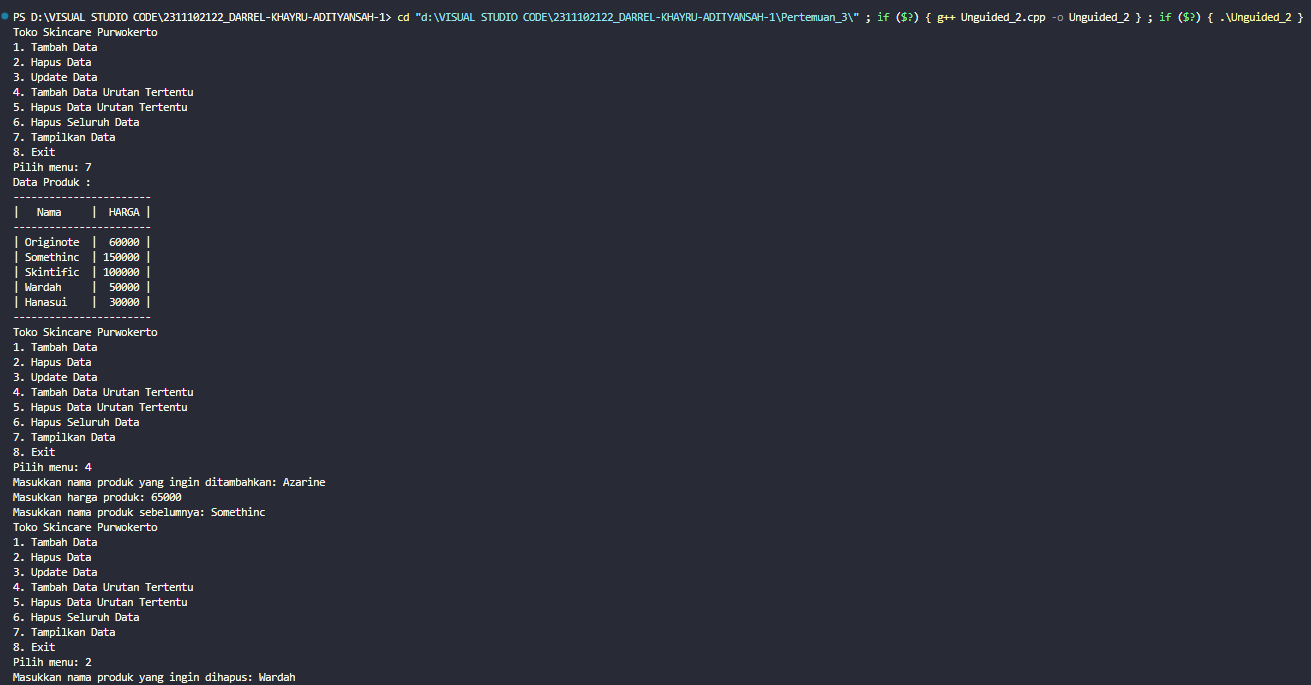 PS D:\VISUAL STUDIO CODE\2311102122_DARREL-KHAYRU-ADITYANSAH-1> cd "d:\VISUAL STUDIO CODE\2311102122_DARREL-KHAYRU-ADITYANSAH-1\Pertemuan_3\" ; if ($?) { g++ Unguided_2.cpp -o Unguided_2 } ; if ($?) { .\Unguided_2 }
Toko Skincare Purwokerto
1. Tambah Data
2. Hapus Data
3. Update Data
4. Tambah Data Urutan Tertentu
5. Hapus Data Urutan Tertentu
6. Hapus Seluruh Data
7. Tampilkan Data
8. Exit
Pilih menu: 7
Data Produk :
-----------------------
|   Nama     |  HARGA |
-----------------------
| Originote  |  60000 |
| Somethinc  | 150000 |
| Skintific  | 100000 |
| Wardah     |  50000 |
| Hanasui    |  30000 |
-----------------------
Toko Skincare Purwokerto
1. Tambah Data
2. Hapus Data
3. Update Data
4. Tambah Data Urutan Tertentu
5. Hapus Data Urutan Tertentu
6. Hapus Seluruh Data
7. Tampilkan Data
8. Exit
Pilih menu: 4
Masukkan nama produk yang ingin ditambahkan: Azarine
Masukkan harga produk: 65000
Masukkan nama produk sebelumnya: Somethinc
Toko Skincare Purwokerto
1. Tambah Data
2. Hapus Data
3. Update Data
4. Tambah Data Urutan Tertentu
5. Hapus Data Urutan Tertentu
6. Hapus Seluruh Data
7. Tampilkan Data
8. Exit
Pilih menu: 2
Masukkan nama produk yang ingin dihapus: Wardah